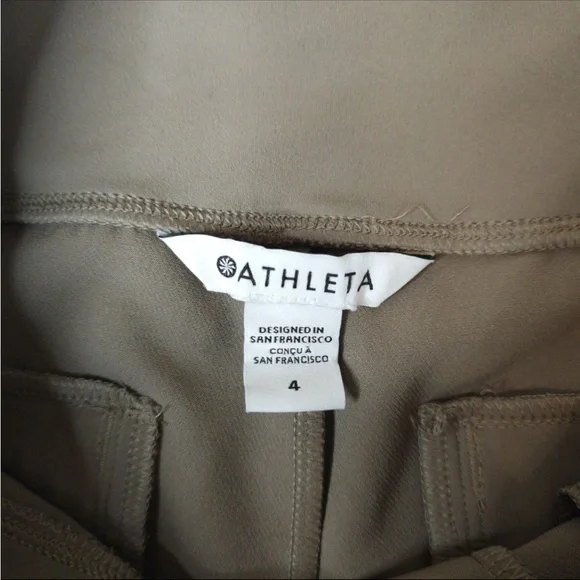 ATHLETA
DESIGNED IN
SAN FRANCISCO
CONÇU À
SAN FRANCISCO
4